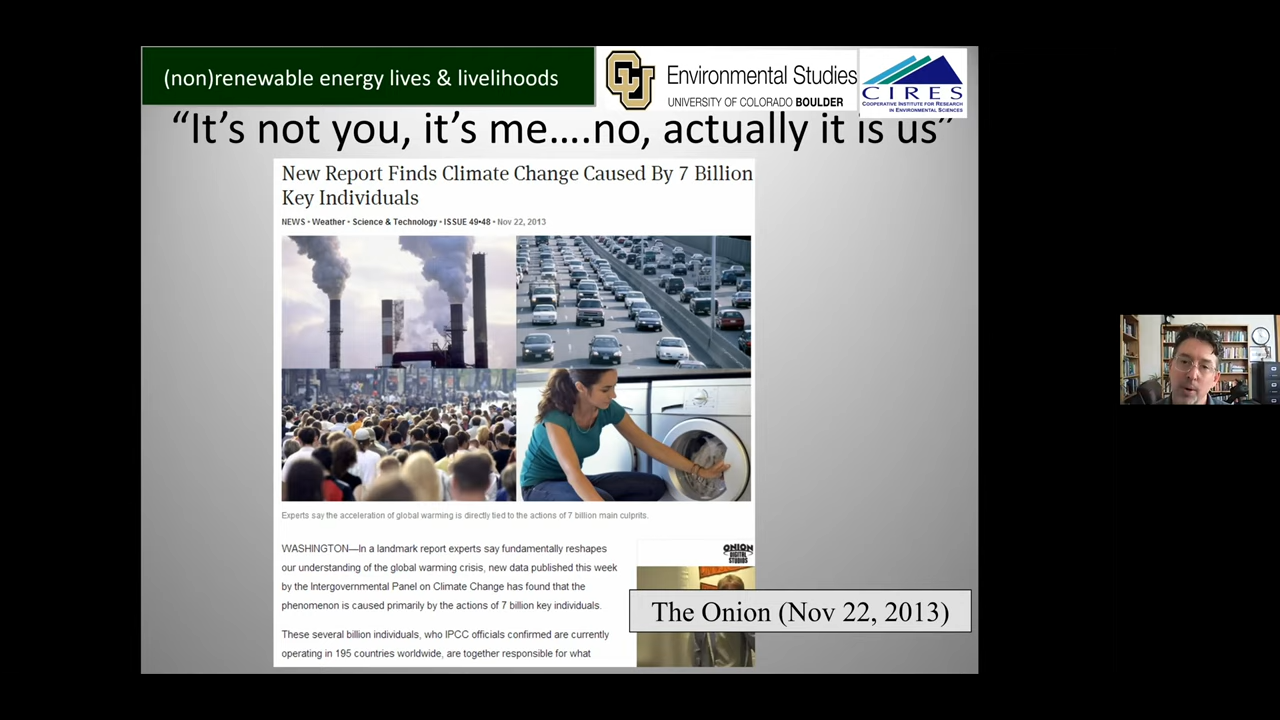 (non)renewable energy lives & livelihoods
Environmental Studies
UNIVERSITY OF COLORADO BOULDER
CU
CIRES
COOPERATIVE INSTITUTE FOR RESEARCH
IN ENVIRONMENTAL SCIENCES
“It’s not you, it’s me....no, actually it is us”
New Report Finds Climate Change Caused By 7 Billion
Key Individuals
NEWS • Weather • Science & Technology • ISSUE 49•48 • Nov 22, 2013
Experts say the acceleration of global warming is directly tied to the actions of 7 billion main culprits.
WASHINGTON—In a landmark report experts say fundamentally reshapes
our understanding of the global warming crisis, new data published this week
by the Intergovernmental Panel on Climate Change has found that the
phenomenon is caused primarily by the actions of 7 billion key individuals.
These several billion individuals, who IPCC officials confirmed are currently
operating in 195 countries worldwide, are together responsible for what
ONION
DIGITAL
STUDIOS
The Onion (Nov 22, 2013)